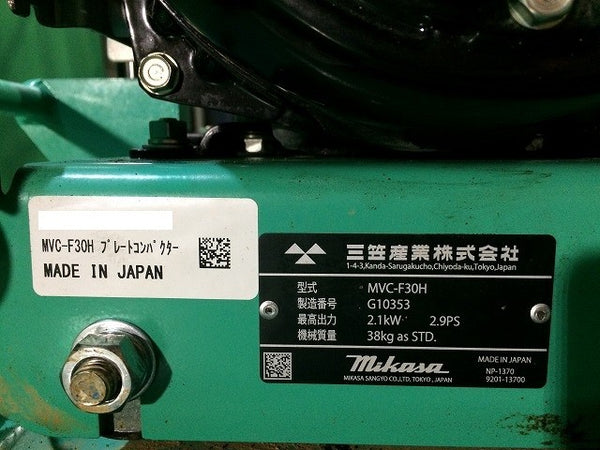 MVC-F30H ﾌﾟﾚｰﾄｺﾝﾊﾟｸﾀｰ
MADE IN JAPAN
三笠産業株式会社
1-4-3,Kanda-Sarugakucho,Chiyoda-ku,Tokyo,Japan
型式 MVC-F30H
製造番号 G10353
最高出力 2.1kW 2.9PS
機械質量 38kg as STD.
mikasa
MIKASA SANGYO CO.,LTD, TOKYO, JAPAN
MADE IN JAPAN
NP-1370
9201-13700